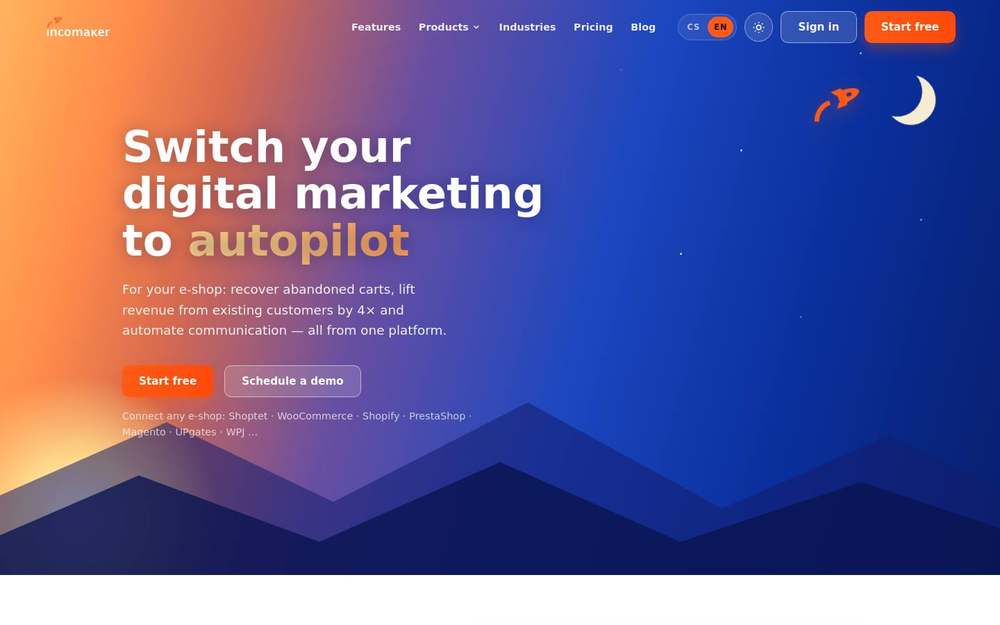 incomaker
Features
Products
Industries
Pricing
Blog
CS
EN
Sign in
Start free
Switch your
digital marketing
to autopilot
For your e-shop: recover abandoned carts, lift
revenue from existing customers by 4× and
automate communication — all from one platform.
Start free
Schedule a demo
Connect any e-shop: Shoptet · WooCommerce · Shopify · PrestaShop ·
Magento · UPgates · WPJ ...